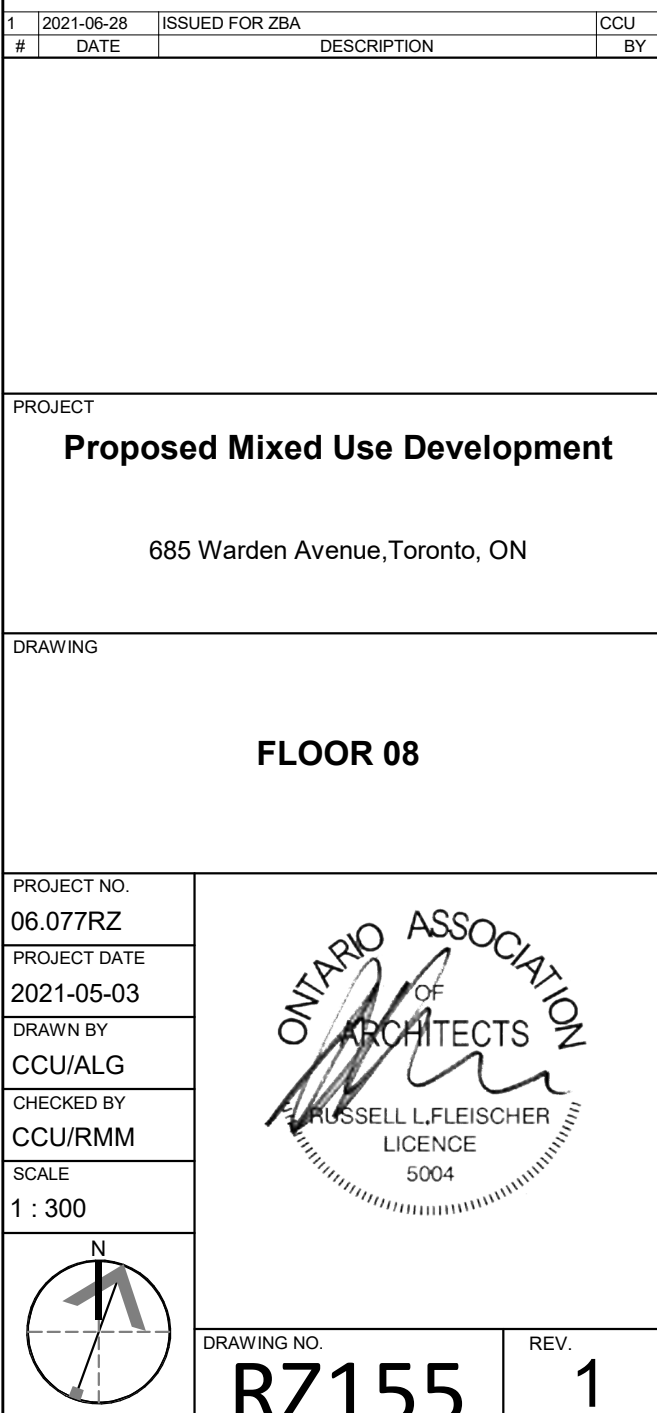 1 2021-06-28 ISSUED FOR ZBA CCU
# DATE DESCRIPTION BY
PROJECT
Proposed Mixed Use Development
685 Warden Avenue,Toronto, ON
DRAWING
FLOOR 08
PROJECT NO.
06.077RZ
PROJECT DATE
2021-05-03
DRAWN BY
CCU/ALG
CHECKED BY
CCU/RMM
SCALE
1 : 300
ONTARIO ASSOCIATION
OF
ARCHITECTS
RUSSELL L.FLEISCHER
LICENCE
5004
N
DRAWING NO.
RZ155
REV.
1